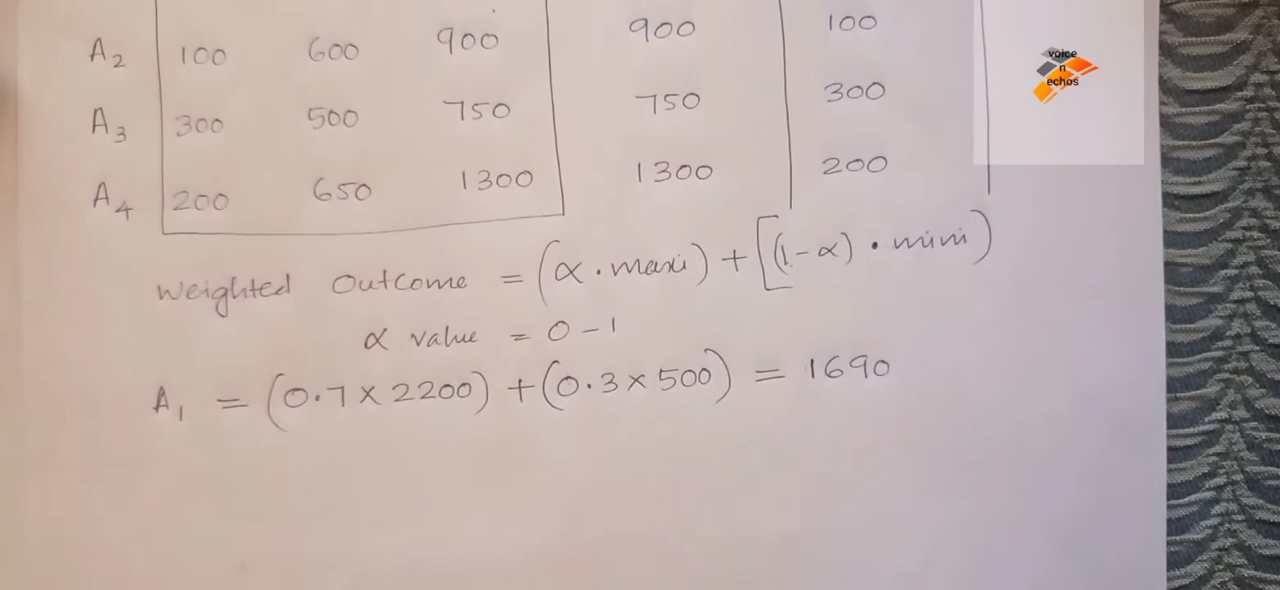 A2 100 600 900 900 100
A3 300 500 750 750 300
A4 200 650 1300 1300 200
Weighted Outcome = (α . maxi) + [(1-α) . mini)
α value = 0 - 1
A1 = (0.7 x 2200) + (0.3 x 500) = 1690
voice
n
echos